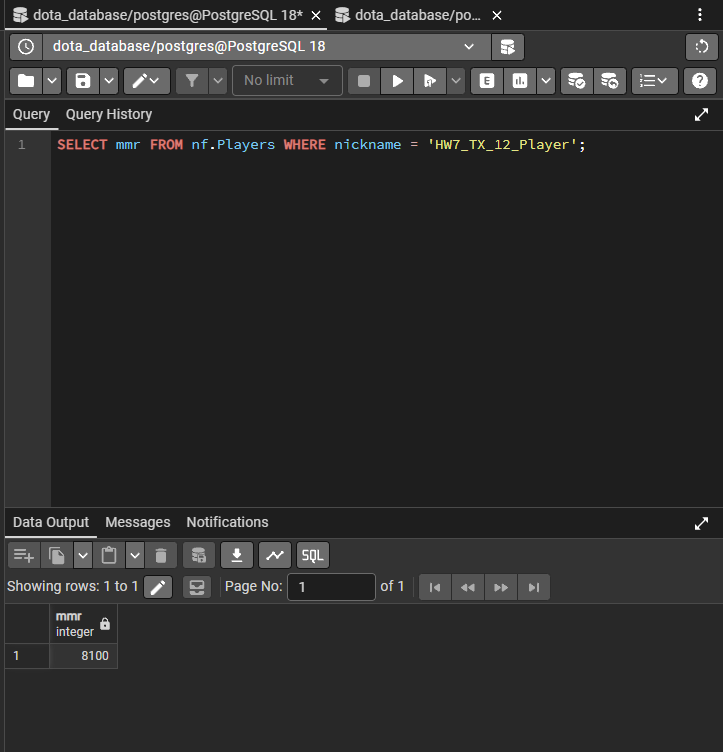 dota_database/postgres@PostgreSQL 18* dota_database/po...
dota_database/postgres@PostgreSQL 18
No limit E
Query Query History
1 SELECT mmr FROM nf.Players WHERE nickname = 'HW7_TX_12_Player';
Data Output Messages Notifications
SQL
Showing rows: 1 to 1 Page No: 1 of 1
mmr
integer
1 8100